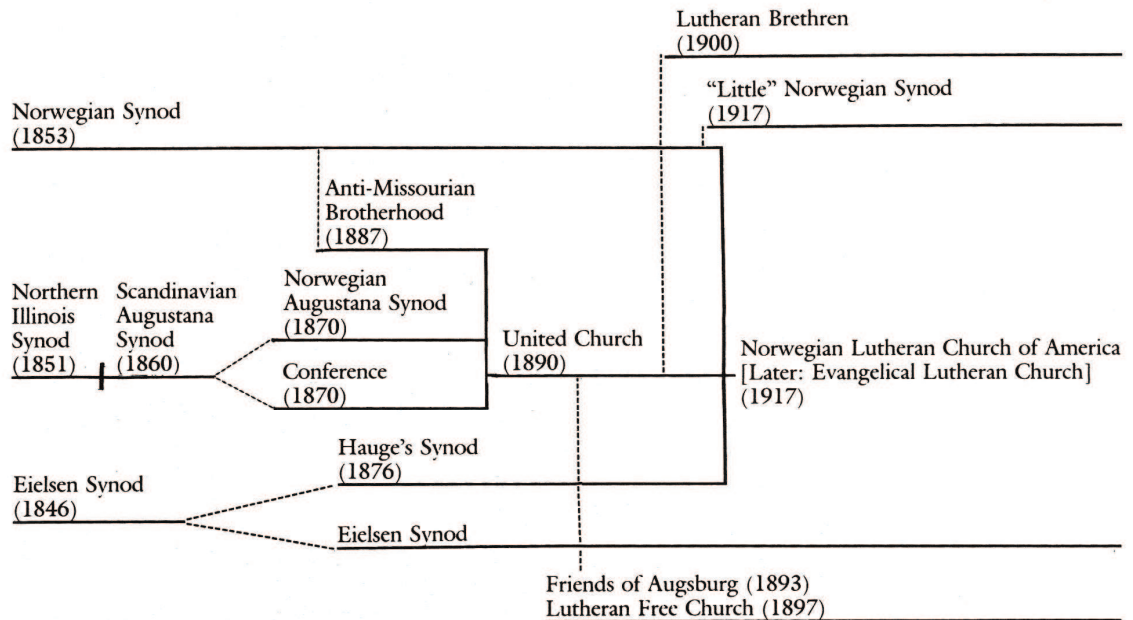 Lutheran Brethren
(1900)
“Little” Norwegian Synod
(1917)
Norwegian Synod
(1853)
Anti-Missourian
Brotherhood
(1887)
Northern
Illinois
Synod
(1851)
Scandinavian
Augustana
Synod
(1860)
Norwegian
Augustana Synod
(1870)
Conference
(1870)
United Church
(1890)
Norwegian Lutheran Church of America
[Later: Evangelical Lutheran Church]
(1917)
Hauge's Synod
(1876)
Eielsen Synod
(1846)
Eielsen Synod
Friends of Augsburg (1893)
Lutheran Free Church (1897)